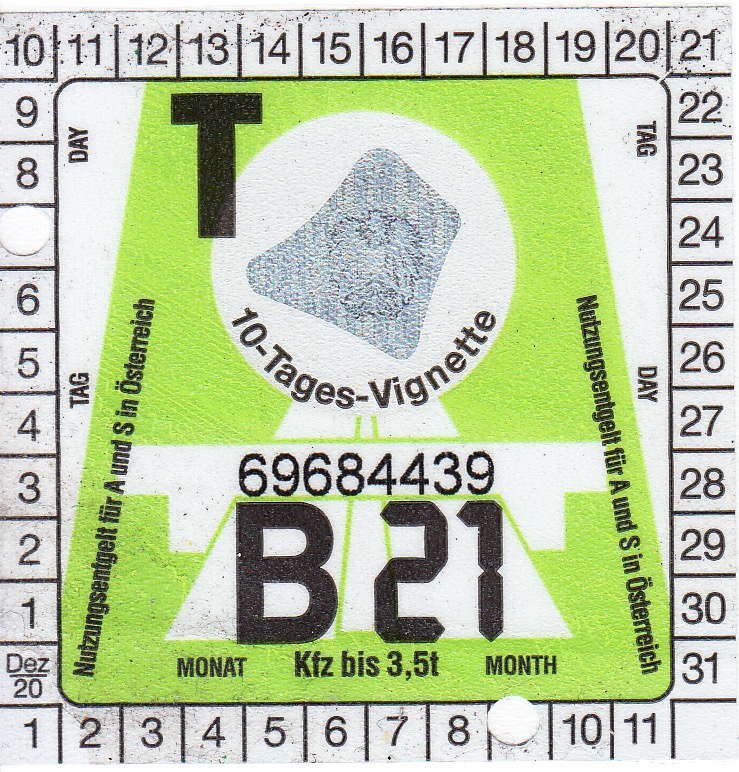 10 11 12 13 14 15 16 17 18 19 20 21
9
8
6
5
4
3
2
1
Dez
20
22
23
24
25
26
27
28
29
30
31
DAY
TAG
TAG
DAY
T
10-Tages-Vignette
Nutzungsentgelt für A und S in Österreich
Nutzungsentgelt für A und S in Österreich
69684439
B 21
MONAT Kfz bis 3,5t MONTH
1 2 3 4 5 6 7 8 10 11